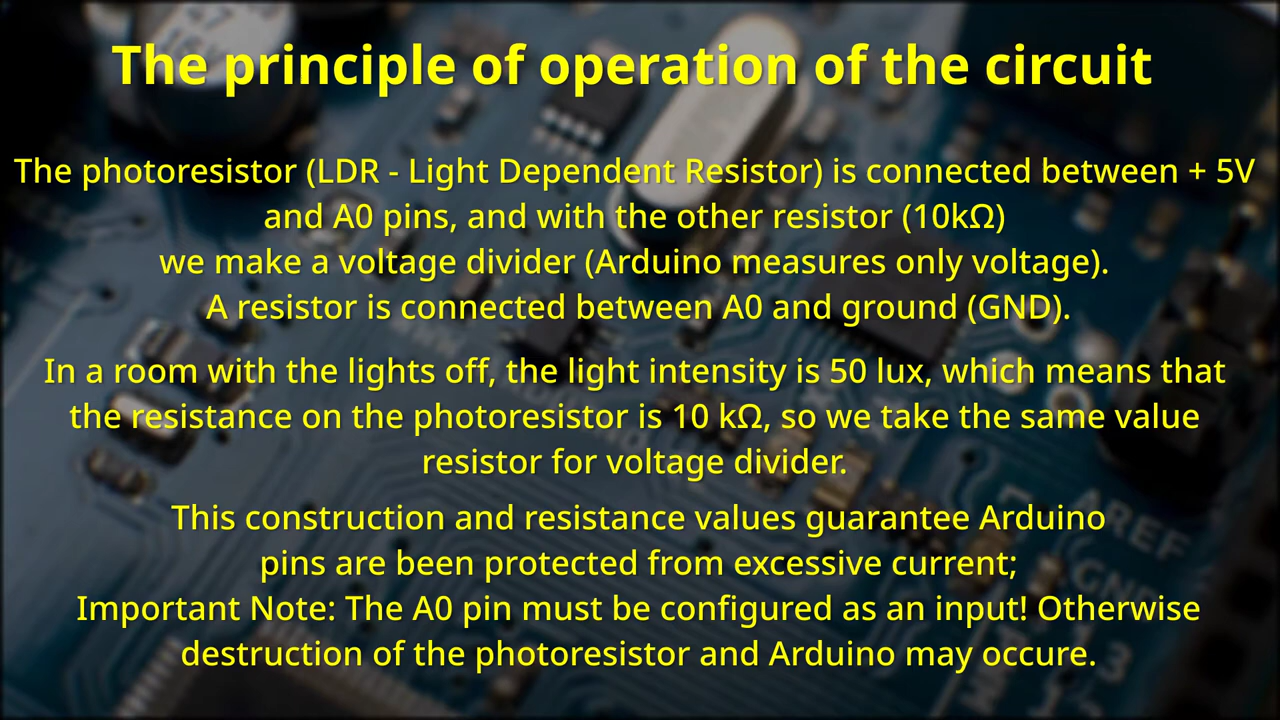 The principle of operation of the circuit
The photoresistor (LDR - Light Dependent Resistor) is connected between + 5V
and A0 pins, and with the other resistor (10kΩ)
we make a voltage divider (Arduino measures only voltage).
A resistor is connected between A0 and ground (GND).
In a room with the lights off, the light intensity is 50 lux, which means that
the resistance on the photoresistor is 10 kΩ, so we take the same value
resistor for voltage divider.
This construction and resistance values guarantee Arduino
pins are been protected from excessive current;
Important Note: The A0 pin must be configured as an input! Otherwise
destruction of the photoresistor and Arduino may occure.
AREF
GND
3